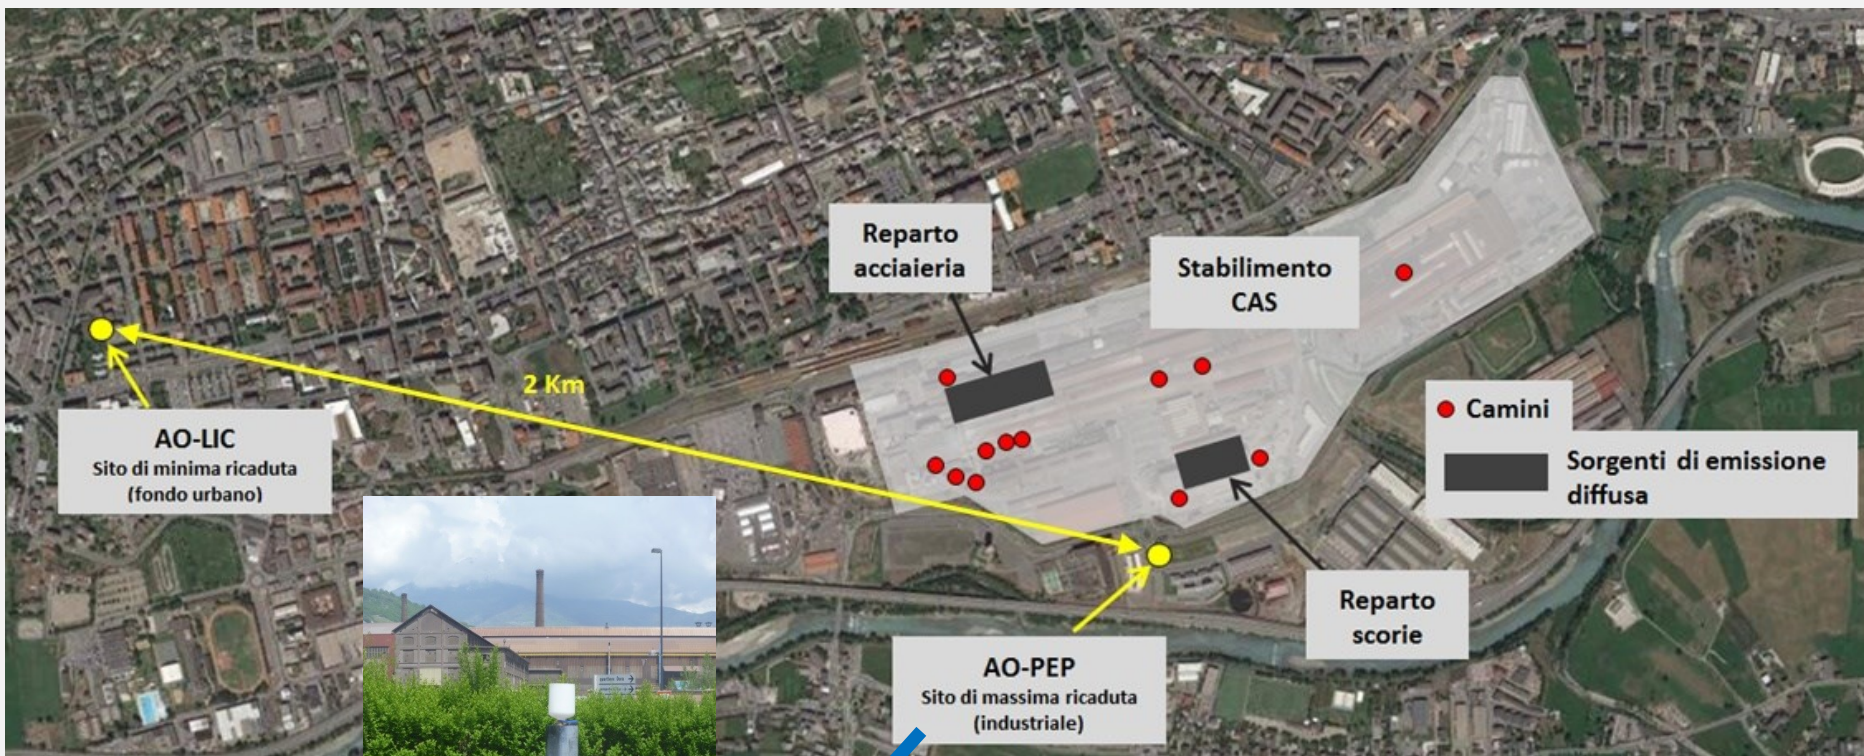 Reparto
acciaieria
Stabilimento
CAS
2 Km
Camini
AO-LIC
Sito di minima ricaduta
(fondo urbano)
Sorgenti di emissione
diffusa
Reparto
scorie
AO-PEP
Sito di massima ricaduta
(industriale)